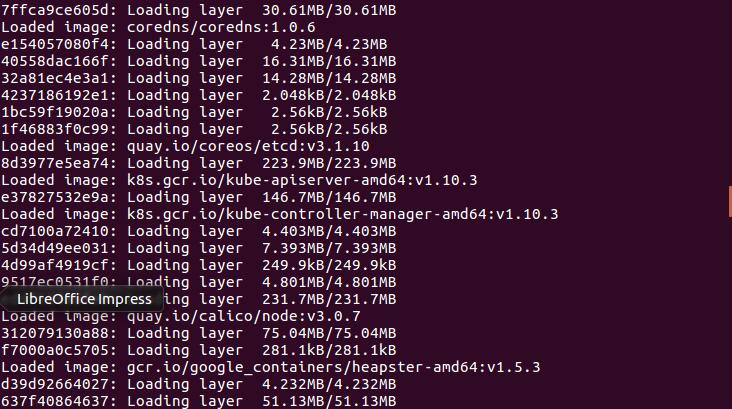 7ffca9ce605d: Loading layer  30.61MB/30.61MB
Loaded image: coredns/coredns:1.0.6
e154057080f4: Loading layer   4.23MB/4.23MB
40558dac166f: Loading layer  16.31MB/16.31MB
32a81ec4e3a1: Loading layer  14.28MB/14.28MB
4237186192e1: Loading layer  2.048kB/2.048kB
1bc59f19020a: Loading layer   2.56kB/2.56kB
1f46883f0c99: Loading layer   2.56kB/2.56kB
Loaded image: quay.io/coreos/etcd:v3.1.10
8d3977e5ea74: Loading layer  223.9MB/223.9MB
Loaded image: k8s.gcr.io/kube-apiserver-amd64:v1.10.3
e37827532e9a: Loading layer  146.7MB/146.7MB
Loaded image: k8s.gcr.io/kube-controller-manager-amd64:v1.10.3
cd7100a72410: Loading layer  4.403MB/4.403MB
5d34d49ee031: Loading layer  7.393MB/7.393MB
4d99af4919cf: Loading layer  249.9kB/249.9kB
9517ec0531f0: Loading layer  4.801MB/4.801MB
LibreOffice Impress
ding layer  231.7MB/231.7MB
Loaded image: quay.io/calico/node:v3.0.7
312079130a88: Loading layer  75.04MB/75.04MB
f7000a0c5705: Loading layer  281.1kB/281.1kB
Loaded image: gcr.io/google_containers/heapster-amd64:v1.5.3
d39d92664027: Loading layer  4.232MB/4.232MB
637f40864637: Loading layer  51.13MB/51.13MB